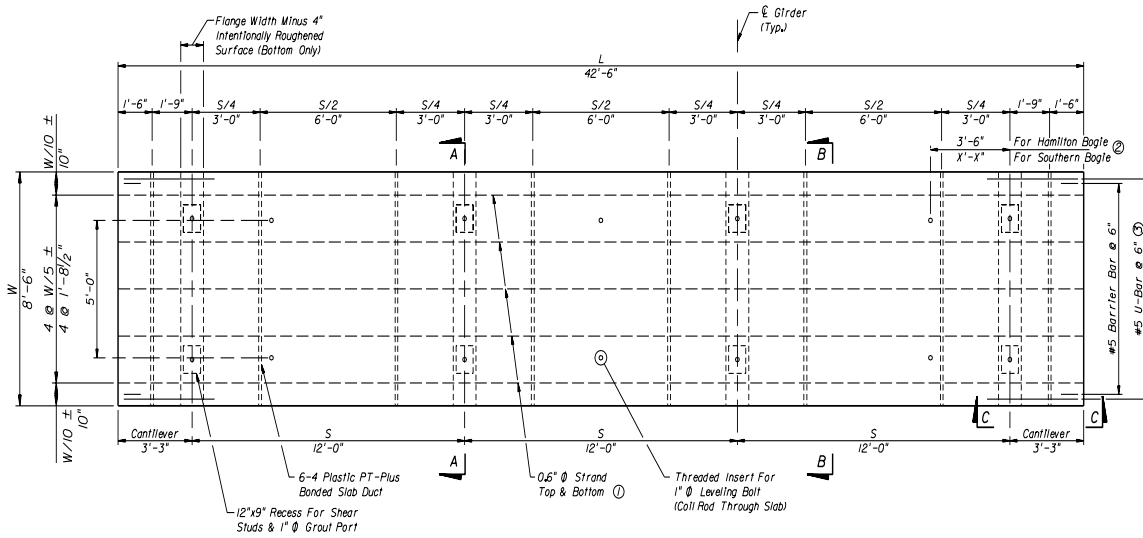 Flange Width Minus 4"
Intentionally Roughened
Surface (Bottom Only)
℄ Girder
(Typ.)
L
42'-6"
1'-6"
1'-9"
S/4
3'-0"
S/2
6'-0"
S/4
3'-0"
S/4
3'-0"
S/2
6'-0"
S/4
3'-0"
S/4
3'-0"
S/2
6'-0"
S/4
3'-0"
1'-9"
1'-6"
W/10 ±
10"
A
B
3'-6"
X'-X"
For Hamilton Bogie ②
For Southern Bogie
W
8'-6"
4 @ W/5 ±
4 @ 1'-8/2"
5'-0"
#5 Barrier Bar @ 6"
#5 U-Bar @ 6" ③
W/10 ±
10"
C
C
Cantilever
3'-3"
S
12'-0"
S
12'-0"
S
12'-0"
Cantilever
3'-3"
A
B
6-4 Plastic PT-Plus
Bonded Slab Duct
12"x9" Recess For Shear
Studs & 1" Φ Grout Port
0.6" Φ Strand
Top & Bottom ①
Threaded Insert For
1" Φ Leveling Bolt
(Coil Rod Through Slab)